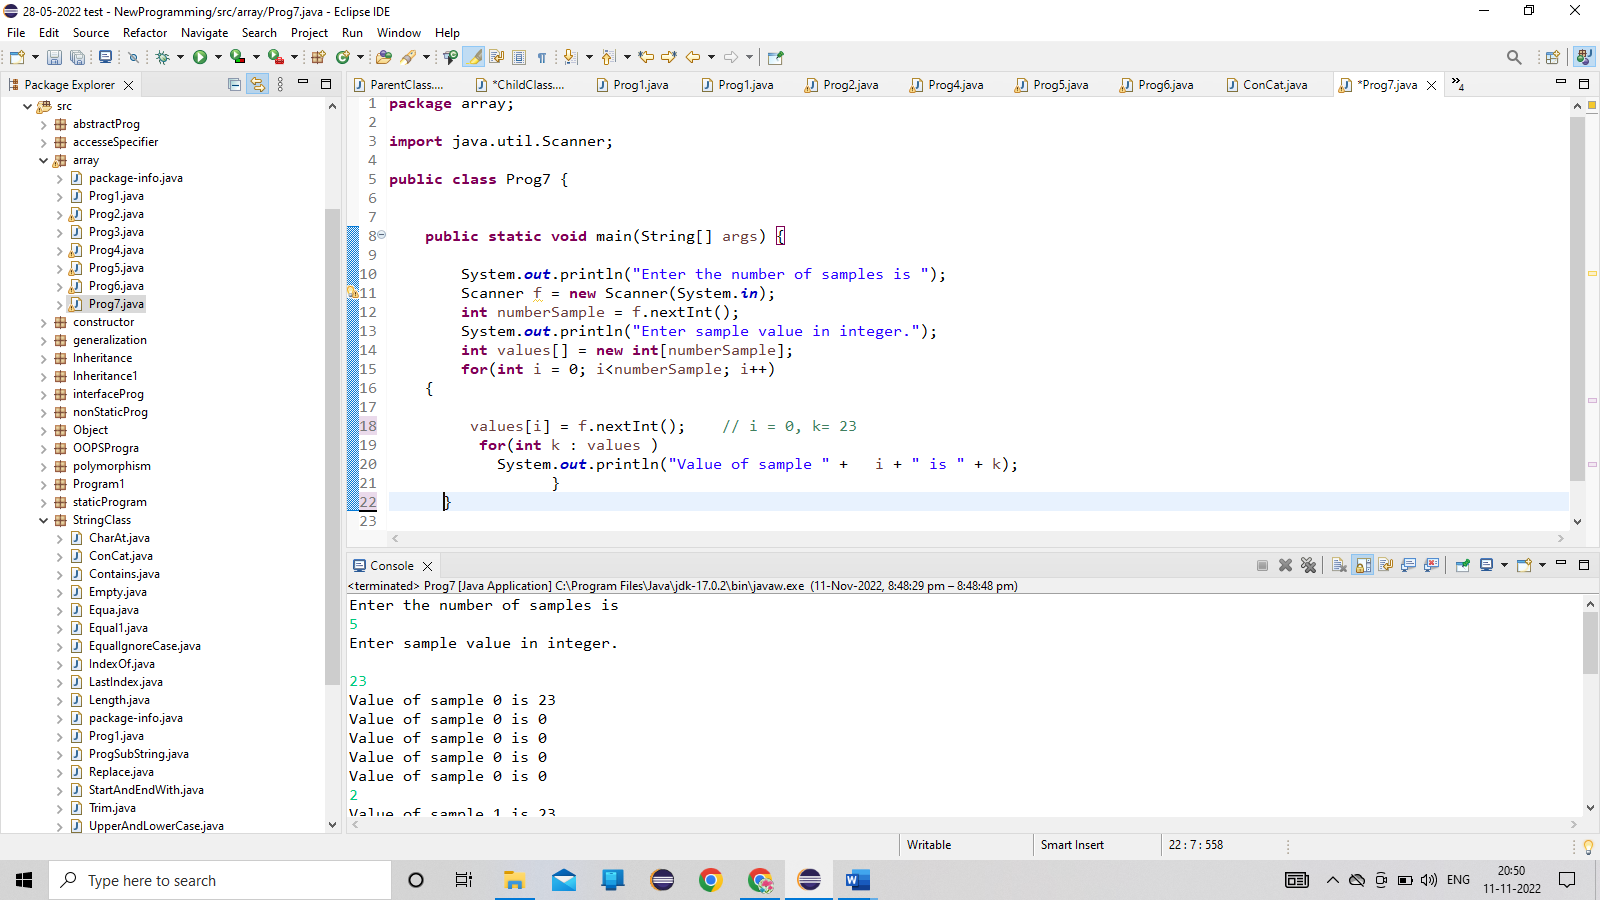 28-05-2022 test - NewProgramming/src/array/Prog7.java - Eclipse IDE
File Edit Source Refactor Navigate Search Project Run Window Help
Package Explorer
src
abstractProg
accesseSpecifier
array
package-info.java
Prog1.java
Prog2.java
Prog3.java
Prog4.java
Prog5.java
Prog6.java
Prog7.java
constructor
generalization
Inheritance
Inheritance1
interfaceProg
nonStaticProg
Object
OOPSProgra
polymorphism
Program1
staticProgram
StringClass
CharAt.java
ConCat.java
Contains.java
Empty.java
Equa.java
Equal1.java
EqualIgnoreCase.java
IndexOf.java
LastIndex.java
Length.java
package-info.java
Prog1.java
ProgSubString.java
Replace.java
StartAndEndWith.java
Trim.java
UpperAndLowerCase.java
ParentClass.... *ChildClass.... Prog1.java Prog1.java Prog2.java Prog4.java Prog5.java Prog6.java ConCat.java *Prog7.java »4
1 package array;
2
3 import java.util.Scanner;
4
5 public class Prog7 {
6
7
8 public static void main(String[] args) {
9
10 System.out.println("Enter the number of samples is ");
11 Scanner f = new Scanner(System.in);
12 int numberSample = f.nextInt();
13 System.out.println("Enter sample value in integer.");
14 int values[] = new int[numberSample];
15 for(int i = 0; i<numberSample; i++)
16 {
17
18 values[i] = f.nextInt(); // i = 0, k= 23
19 for(int k : values )
20 System.out.println("Value of sample " + i + " is " + k);
21 }
22 }
23
Console
<terminated> Prog7 [Java Application] C:\Program Files\Java\jdk-17.0.2\bin\javaw.exe (11-Nov-2022, 8:48:29 pm – 8:48:48 pm)
Enter the number of samples is
5
Enter sample value in integer.
23
Value of sample 0 is 23
Value of sample 0 is 0
Value of sample 0 is 0
Value of sample 0 is 0
Value of sample 0 is 0
2
Value of sample 1 is 23
Writable Smart Insert 22 : 7 : 558
Type here to search
ENG
20:50
11-11-2022